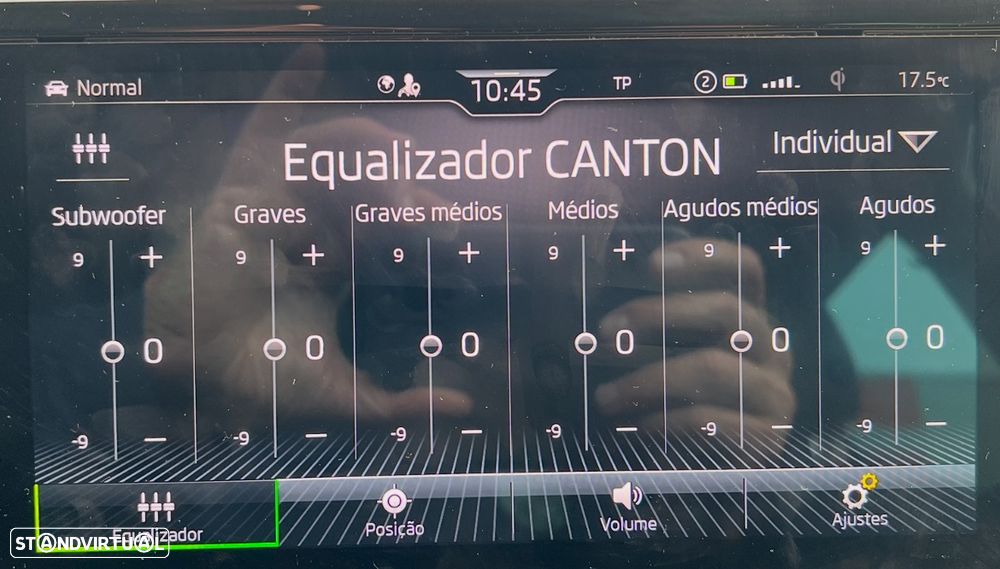 Normal
10:45
TP
2
17.5°C
Equalizador CANTON
Individual
Subwoofer
Graves
Graves médios
Médios
Agudos médios
Agudos
9 + 9 + 9 + 9 + 9 + 9 +
0 0 0 0 0 0
-9 — -9 — -9 — -9 — -9 — -9 —
Equalizador
Posição
Volume
Ajustes
STANDVIRTUAL